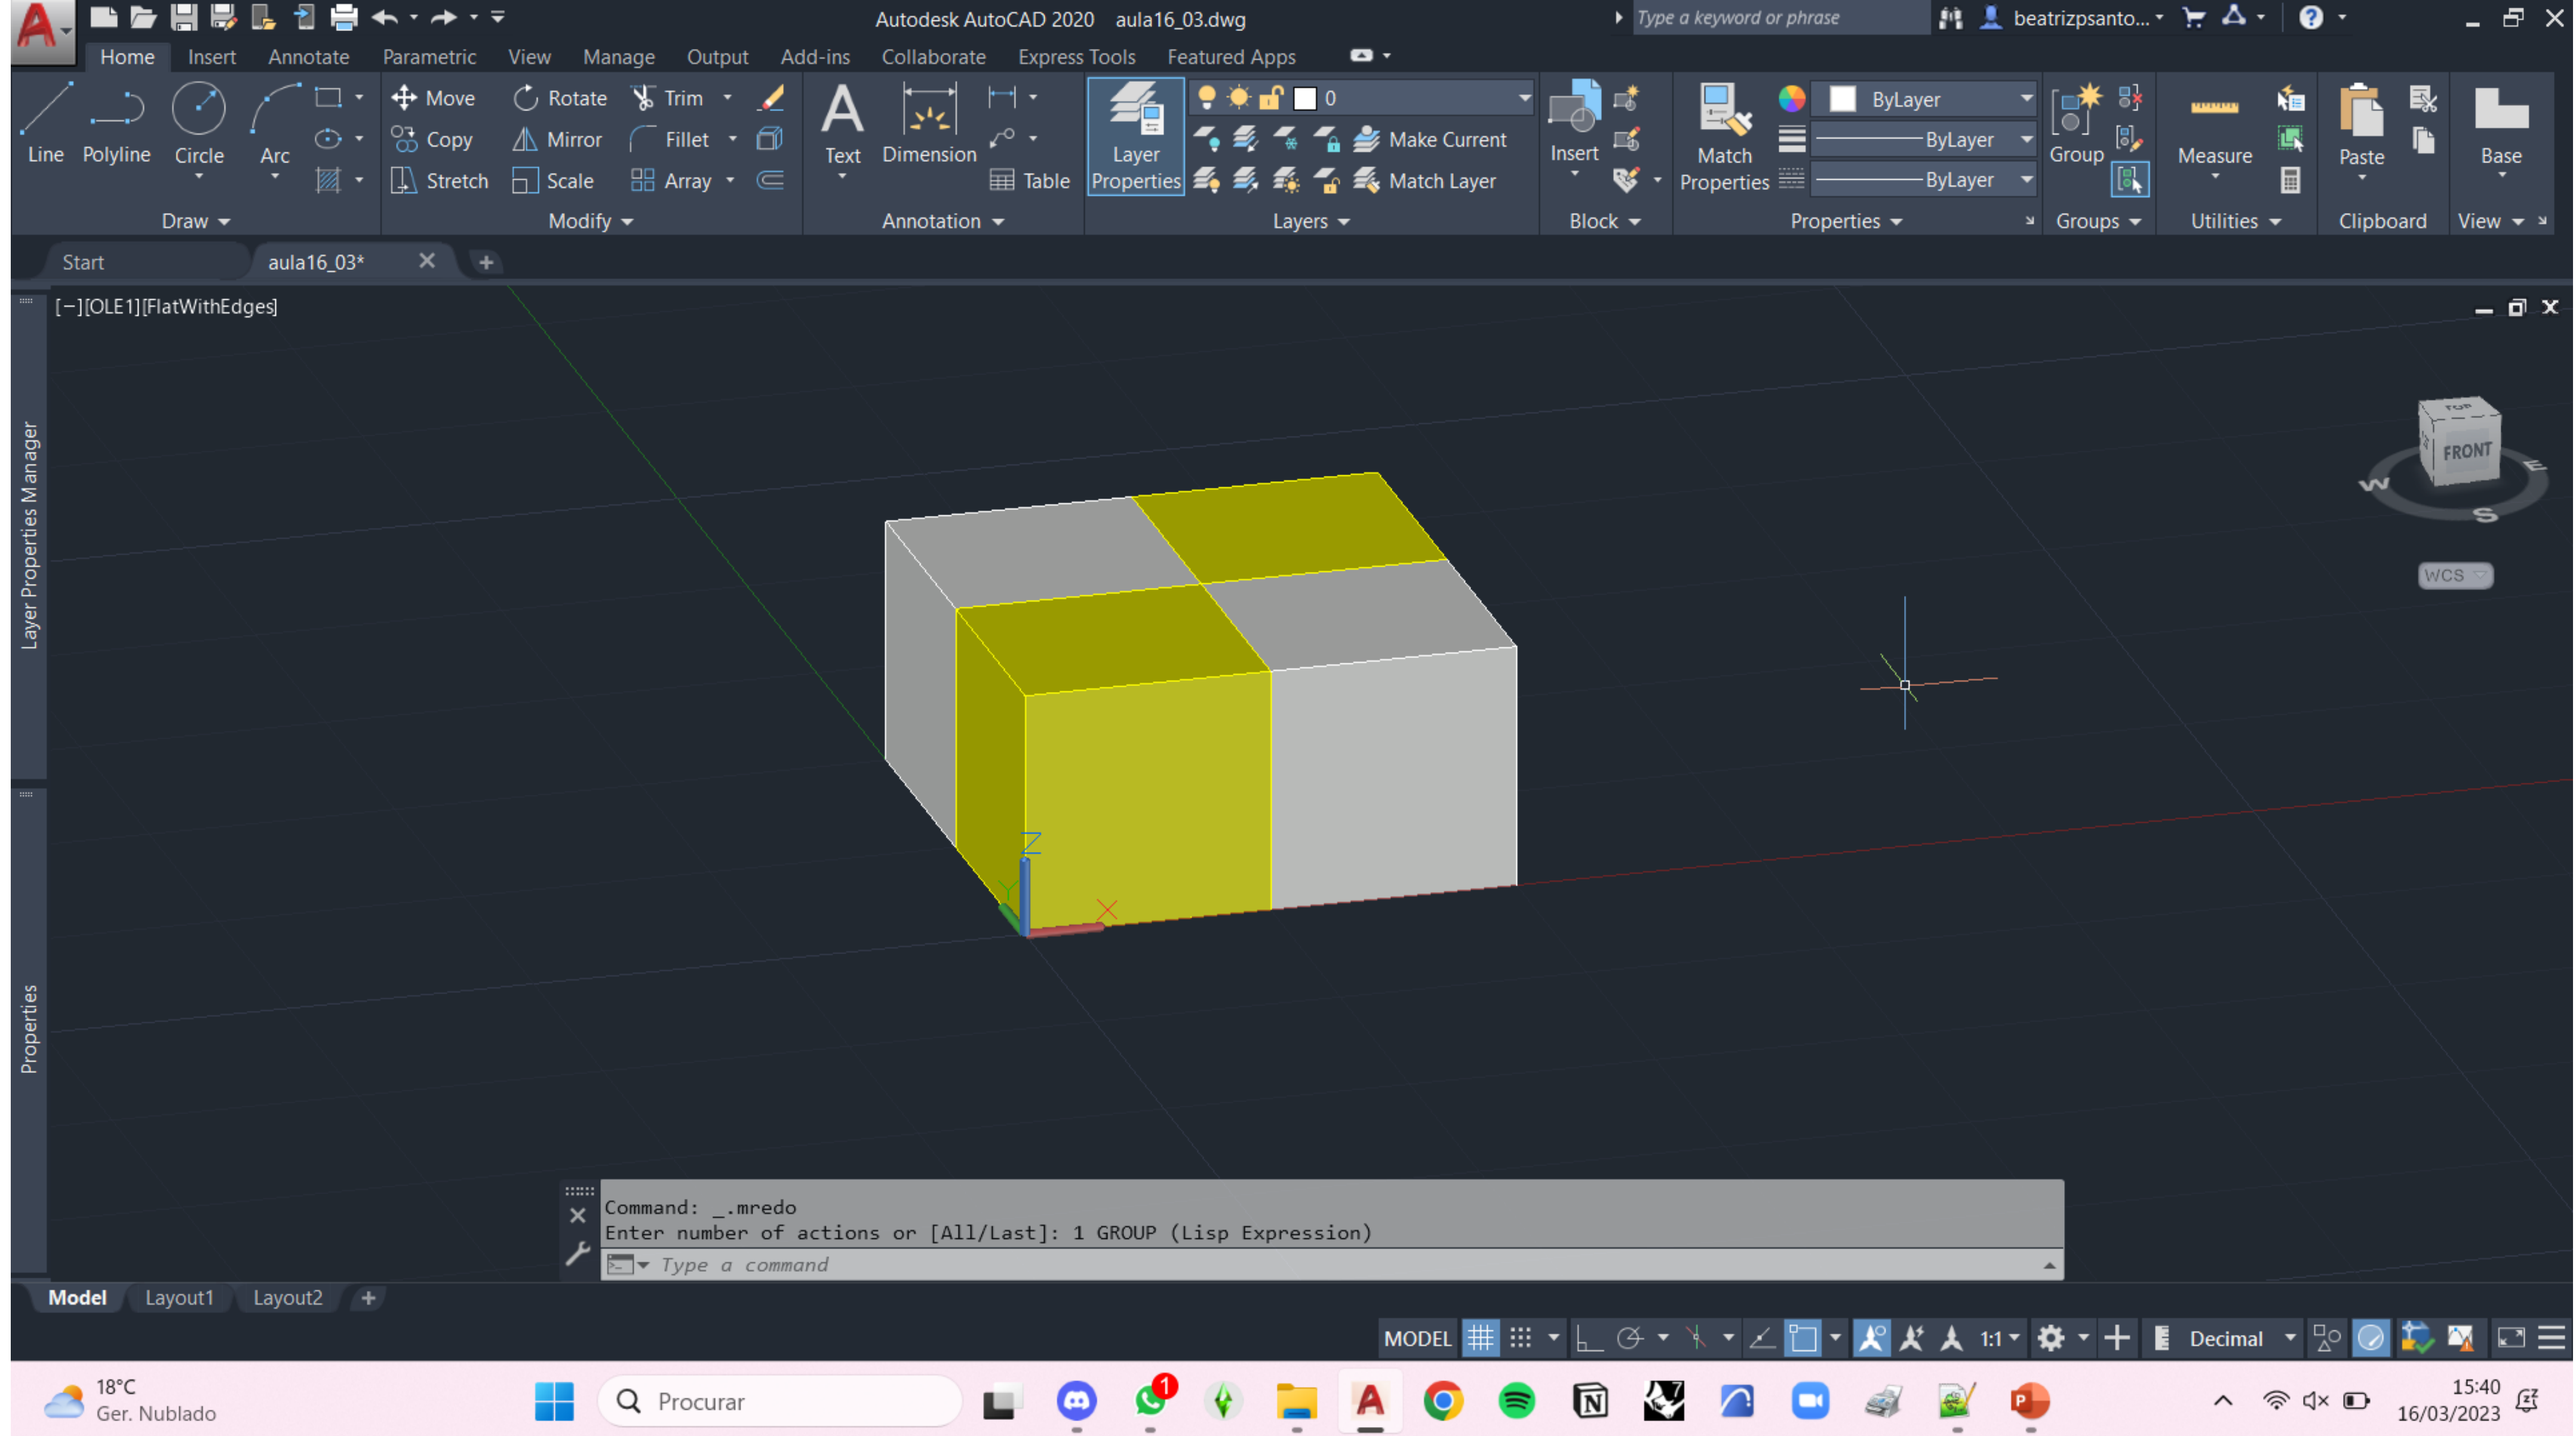 Autodesk AutoCAD 2020 aula16_03.dwg
Type a keyword or phrase
beatrizpsanto...
Home Insert Annotate Parametric View Manage Output Add-ins Collaborate Express Tools Featured Apps
Line Polyline Circle Arc
Move Rotate Trim
Copy Mirror Fillet
Stretch Scale Array
Text Dimension Table
Layer Properties
0
Make Current
Match Layer
Insert
Match Properties
ByLayer
ByLayer
ByLayer
Group
Measure
Paste
Base
Draw Modify Annotation Layers Block Properties Groups Utilities Clipboard View
Start aula16_03*
[−][OLE1][FlatWithEdges]
Layer Properties Manager
Properties
TOP
FRONT
W
E
S
WCS
Z
Y
X
Command: _.mredo
Enter number of actions or [All/Last]: 1 GROUP (Lisp Expression)
Type a command
Model Layout1 Layout2
MODEL 1:1 Decimal
18°C
Ger. Nublado
Procurar
1
7
15:40
16/03/2023